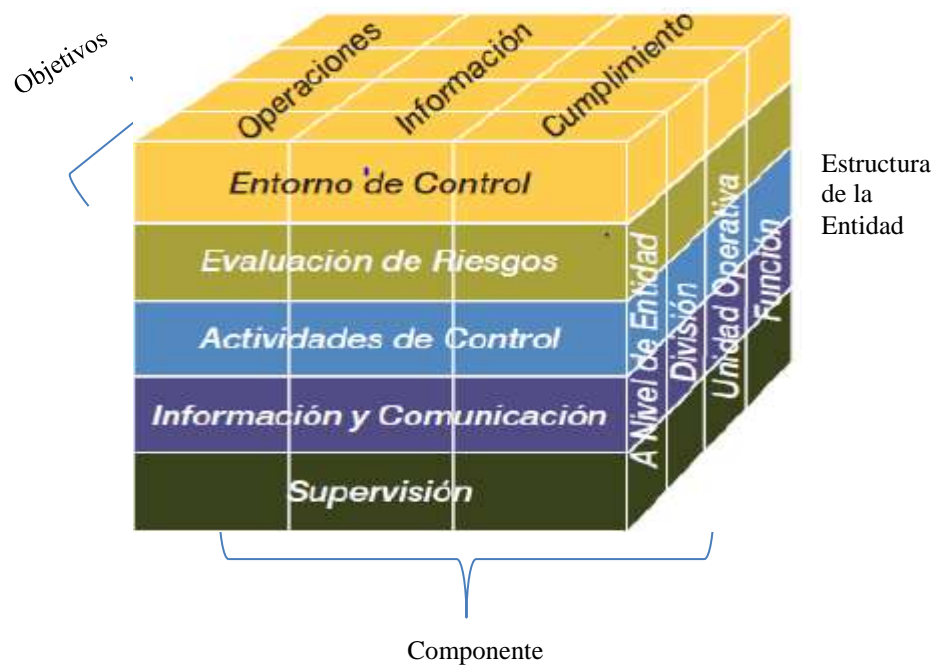 Objetivos
Operaciones
Información
Cumplimiento
Entorno de Control
Evaluación de Riesgos
Actividades de Control
Información y Comunicación
Supervisión
A Nivel de Entidad
División
Unidad Operativa
Función
Estructura
de la
Entidad
Componente